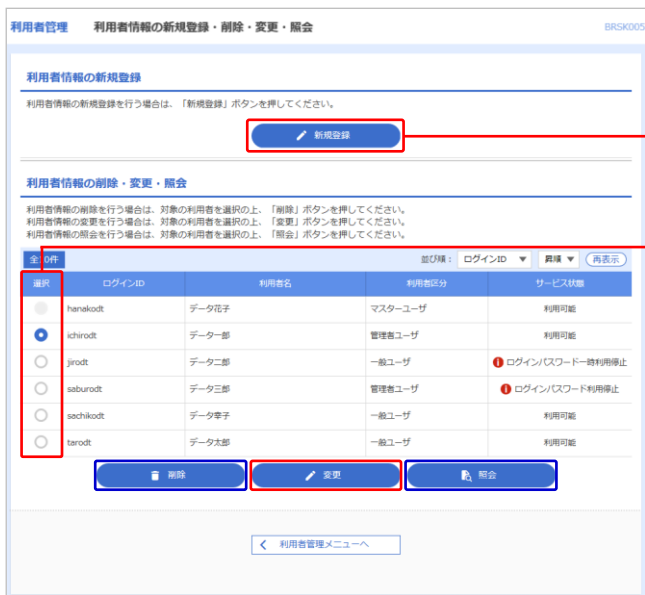 利用者管理 利用者情報の新規登録・削除・変更・照会 BRSK005
利用者情報の新規登録
利用者情報の新規登録を行う場合は、「新規登録」ボタンを押してください。
新規登録
利用者情報の削除・変更・照会
利用者情報の削除を行う場合は、対象の利用者を選択の上、「削除」ボタンを押してください。
利用者情報の変更を行う場合は、対象の利用者を選択の上、「変更」ボタンを押してください。
利用者情報の照会を行う場合は、対象の利用者を選択の上、「照会」ボタンを押してください。
全10件 並び順： ログインID ▼ 昇順 ▼ 再表示
選択 ログインID 利用者名 利用者区分 サービス状態
hanakodt データ花子 マスターユーザ 利用可能
ichirodt データ一郎 管理者ユーザ 利用可能
jirodt データ二郎 一般ユーザ ログインパスワード一時利用停止
saburodt データ三郎 管理者ユーザ ログインパスワード利用停止
sachikodt データ幸子 一般ユーザ 利用可能
tarodt データ太郎 一般ユーザ 利用可能
削除 変更 照会
利用者管理メニューへ